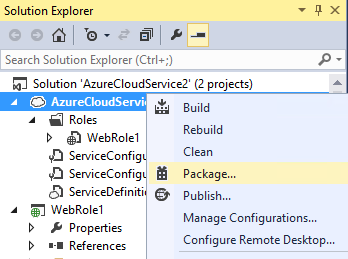 Solution Explorer
Search Solution Explorer (Ctrl+;)
Solution 'AzureCloudService2' (2 projects)
AzureCloudServic
Roles
WebRole1
ServiceConfigu
ServiceConfigu
ServiceDefinitio
WebRole1
Properties
References
Build
Rebuild
Clean
Package...
Publish...
Manage Configurations...
Configure Remote Desktop...